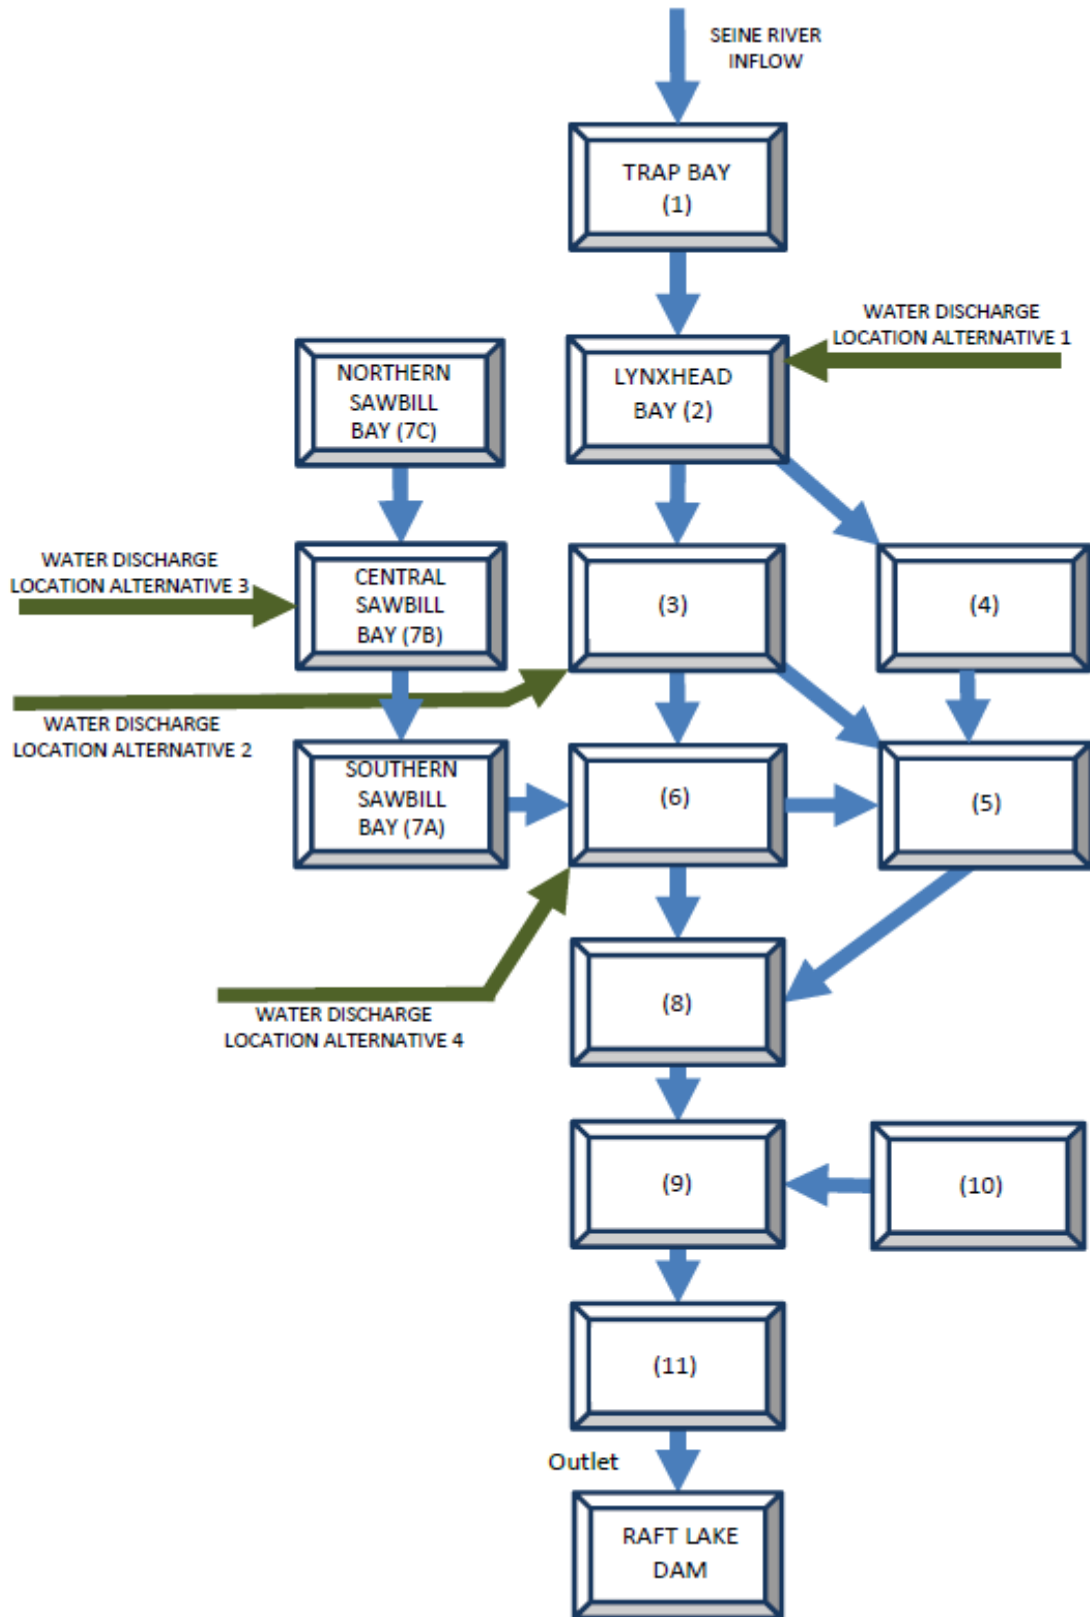 SEINE RIVER
INFLOW
TRAP BAY
(1)
WATER DISCHARGE
LOCATION ALTERNATIVE 1
NORTHERN
SAWBILL
BAY (7C)
LYNXHEAD
BAY (2)
WATER DISCHARGE
LOCATION ALTERNATIVE 3
CENTRAL
SAWBILL
BAY (7B)
(3)
(4)
WATER DISCHARGE
LOCATION ALTERNATIVE 2
SOUTHERN
SAWBILL
BAY (7A)
(6)
(5)
WATER DISCHARGE
LOCATION ALTERNATIVE 4
(8)
(9)
(10)
(11)
Outlet
RAFT LAKE
DAM